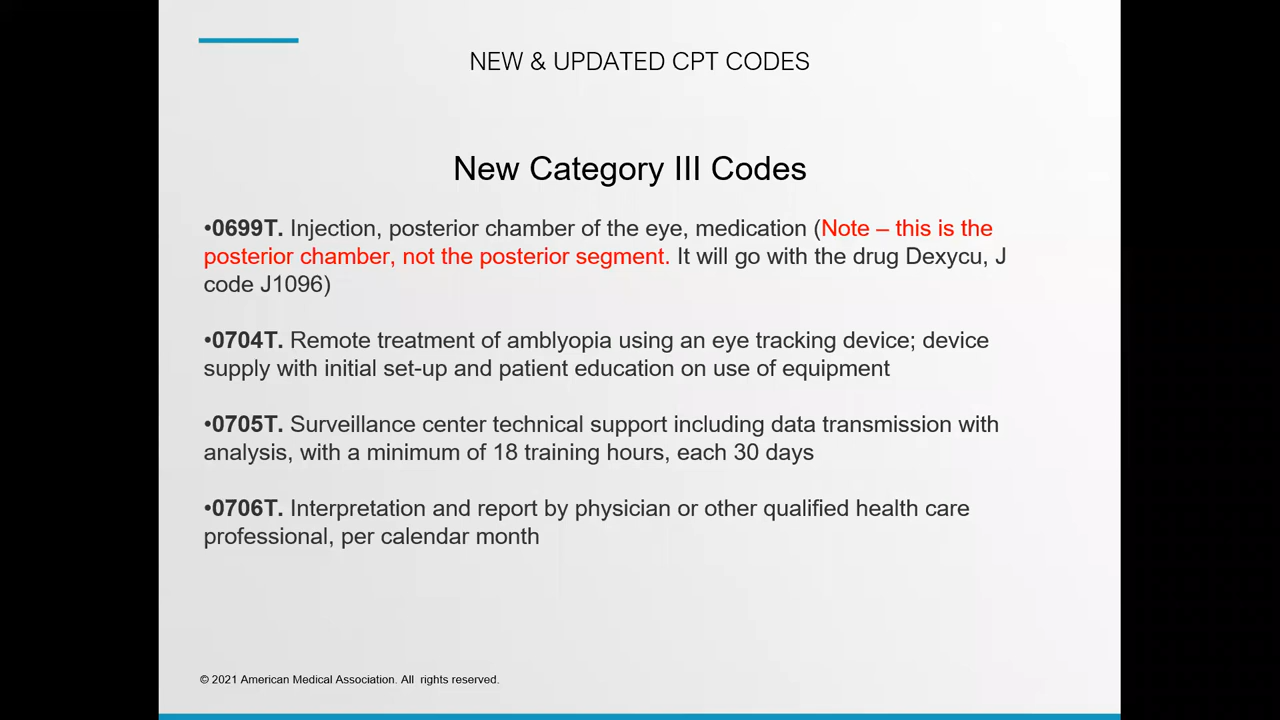 NEW & UPDATED CPT CODES
New Category III Codes
•0699T. Injection, posterior chamber of the eye, medication (Note – this is the
posterior chamber, not the posterior segment. It will go with the drug Dexycu, J
code J1096)
•0704T. Remote treatment of amblyopia using an eye tracking device; device
supply with initial set-up and patient education on use of equipment
•0705T. Surveillance center technical support including data transmission with
analysis, with a minimum of 18 training hours, each 30 days
•0706T. Interpretation and report by physician or other qualified health care
professional, per calendar month
© 2021 American Medical Association. All rights reserved.